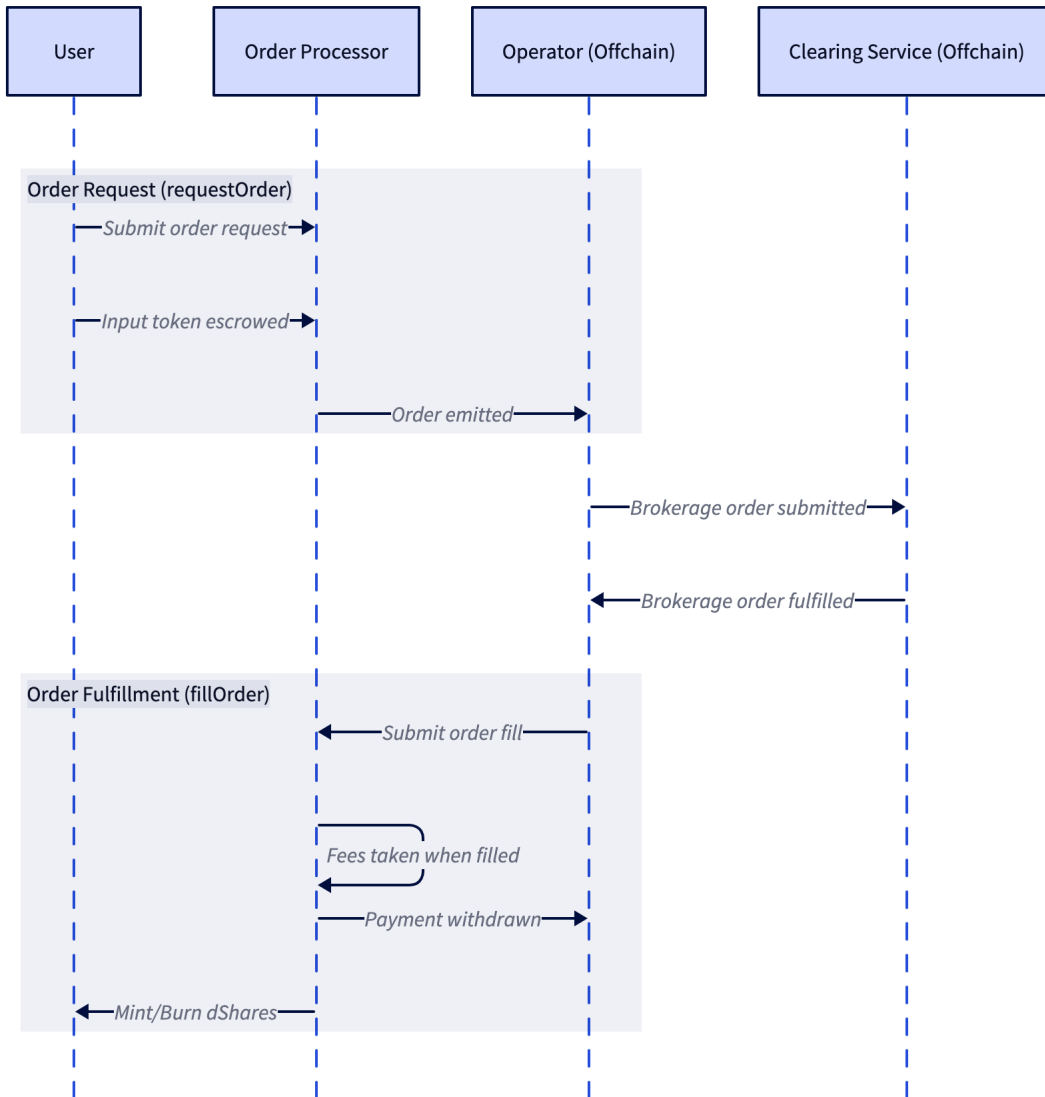 User
Order Processor
Operator (Offchain)
Clearing Service (Offchain)
Order Request (requestOrder)
Submit order request
Input token escrowed
Order emitted
Brokerage order submitted
Brokerage order fulfilled
Order Fulfillment (fillOrder)
Submit order fill
Fees taken when filled
Payment withdrawn
Mint/Burn dShares